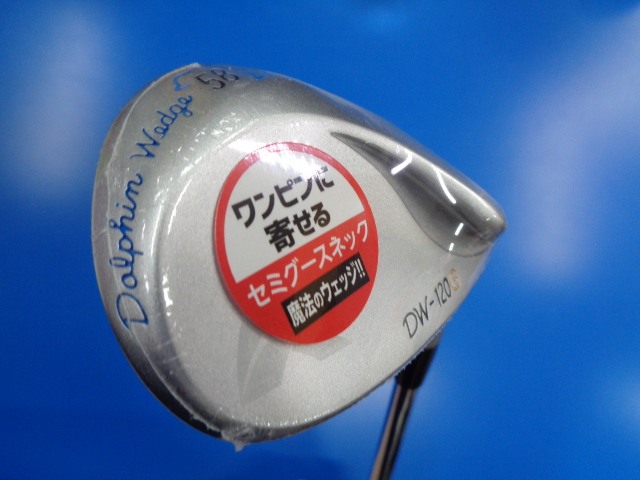 Dolphin Wedge 58°
ワンピンに
寄せる
セミグースネック
魔法のウェッジ!!
DW-120G